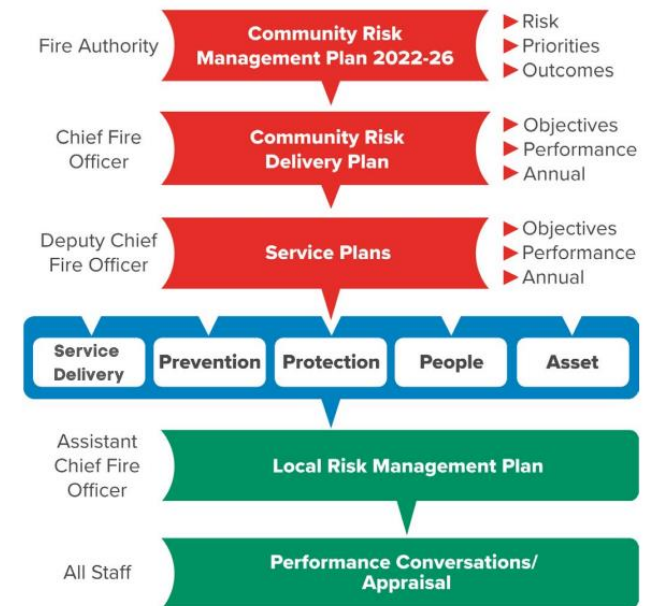 Fire Authority
Community Risk
Management Plan 2022-26
Risk
Priorities
Outcomes
Chief Fire
Officer
Community Risk
Delivery Plan
Objectives
Performance
Annual
Deputy Chief
Fire Officer
Service Plans
Objectives
Performance
Annual
Service
Delivery
Prevention
Protection
People
Asset
Assistant
Chief Fire
Officer
Local Risk Management Plan
All Staff
Performance Conversations/
Appraisal